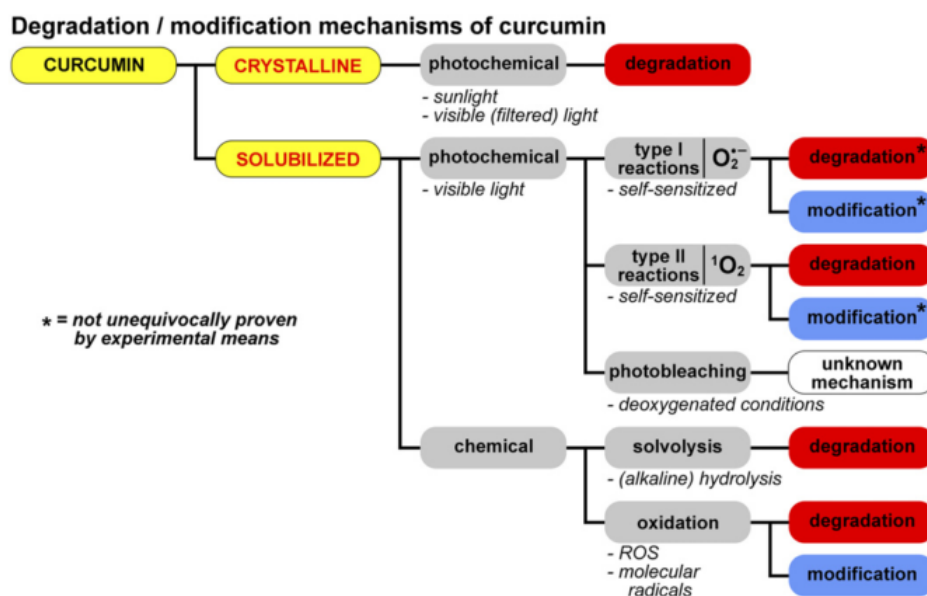 Degradation / modification mechanisms of curcumin
CURCUMIN
CRYSTALLINE
photochemical
degradation
- sunlight
- visible (filtered) light
SOLUBILIZED
photochemical
- visible light
type I
reactions
O₂•−
- self-sensitized
degradation*
modification*
type II
reactions
¹O₂
- self-sensitized
degradation
modification*
* = not unequivocally proven
by experimental means
photobleaching
- deoxygenated conditions
unknown
mechanism
chemical
solvolysis
- (alkaline) hydrolysis
degradation
oxidation
- ROS
- molecular
radicals
degradation
modification